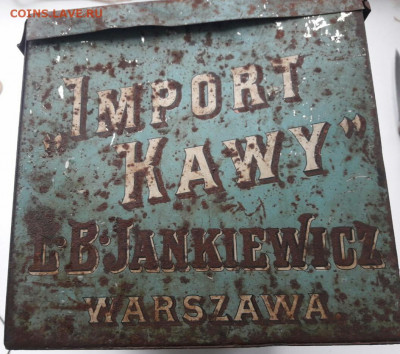 COINS.LAVE.RU
„IMPORT
KAWY”
L·B·JANKIEWICZ
WARSZAWA.